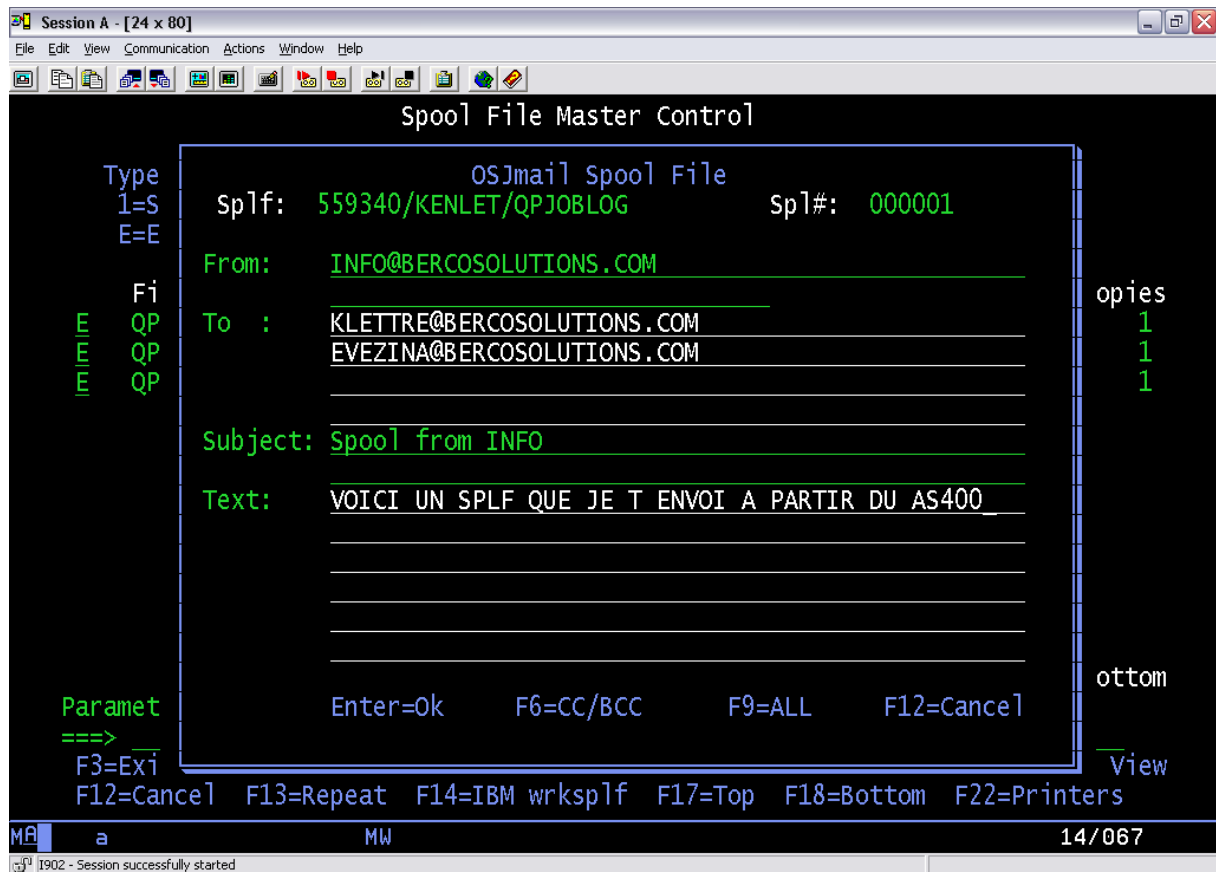 Session A - [24 x 80]
File Edit View Communication Actions Window Help
Spool File Master Control
Type OSJmail Spool File
1=S Splf: 559340/KENLET/QPJOBLOG Spl#: 000001
E=E
From: INFO@BERCOSOLUTIONS.COM
Fi opies
E QP To : KLETTRE@BERCOSOLUTIONS.COM 1
E QP EVEZINA@BERCOSOLUTIONS.COM 1
E QP 1
Subject: Spool from INFO
Text: VOICI UN SPLF QUE JE T ENVOI A PARTIR DU AS400_
ottom
Paramet Enter=Ok F6=CC/BCC F9=ALL F12=Cancel
===>
F3=Exi View
F12=Cancel F13=Repeat F14=IBM wrksplf F17=Top F18=Bottom F22=Printers
MA a MW 14/067
I902 - Session successfully started